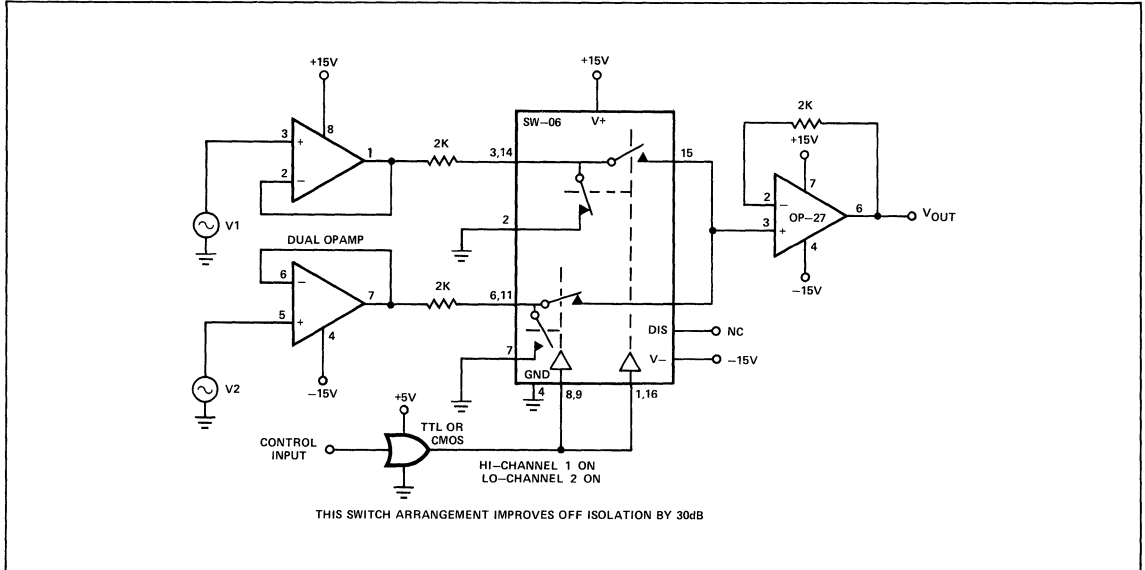 +15V
+15V
8
3
+
1
2
−
2K
3,14
SW-06
V+
15
2K
+15V
7
2
−
3
+
OP-27
6
VOUT
4
−15V
2
V1
DUAL OPAMP
6
−
7
5
+
4
−15V
2K
6,11
7
V2
DIS
NC
V−
−15V
GND
4
8,9
1,16
+5V
TTL OR
CMOS
CONTROL
INPUT
HI-CHANNEL 1 ON
LO-CHANNEL 2 ON
THIS SWITCH ARRANGEMENT IMPROVES OFF ISOLATION BY 30dB